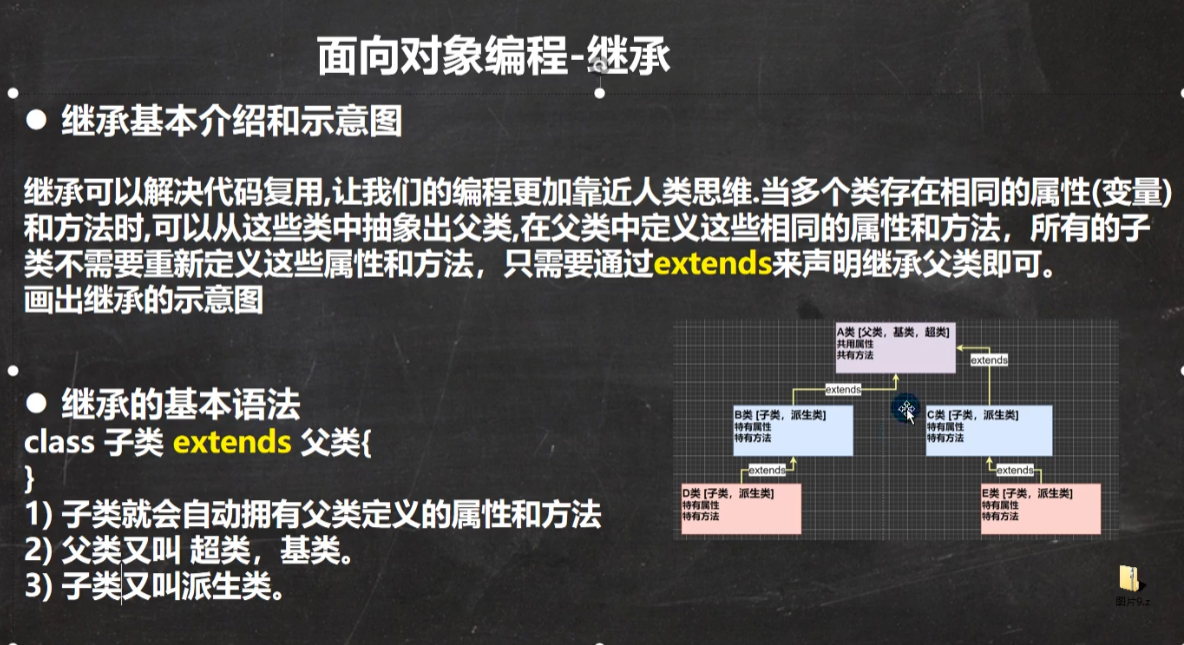 面向对象编程-继承
● 继承基本介绍和示意图
继承可以解决代码复用,让我们的编程更加靠近人类思维.当多个类存在相同的属性(变量)
和方法时,可以从这些类中抽象出父类,在父类中定义这些相同的属性和方法，所有的子
类不需要重新定义这些属性和方法，只需要通过extends来声明继承父类即可。
画出继承的示意图
● 继承的基本语法
class 子类 extends 父类{
}
1) 子类就会自动拥有父类定义的属性和方法
2) 父类又叫 超类，基类。
3) 子类又叫派生类。
A类 [父类，基类，超类]
共用属性
共有方法
extends
extends
B类 [子类，派生类]
特有属性
特有方法
C类 [子类，派生类]
特有属性
特有方法
extends
extends
D类 [子类，派生类]
特有属性
特有方法
E类 [子类，派生类]
特有属性
特有方法